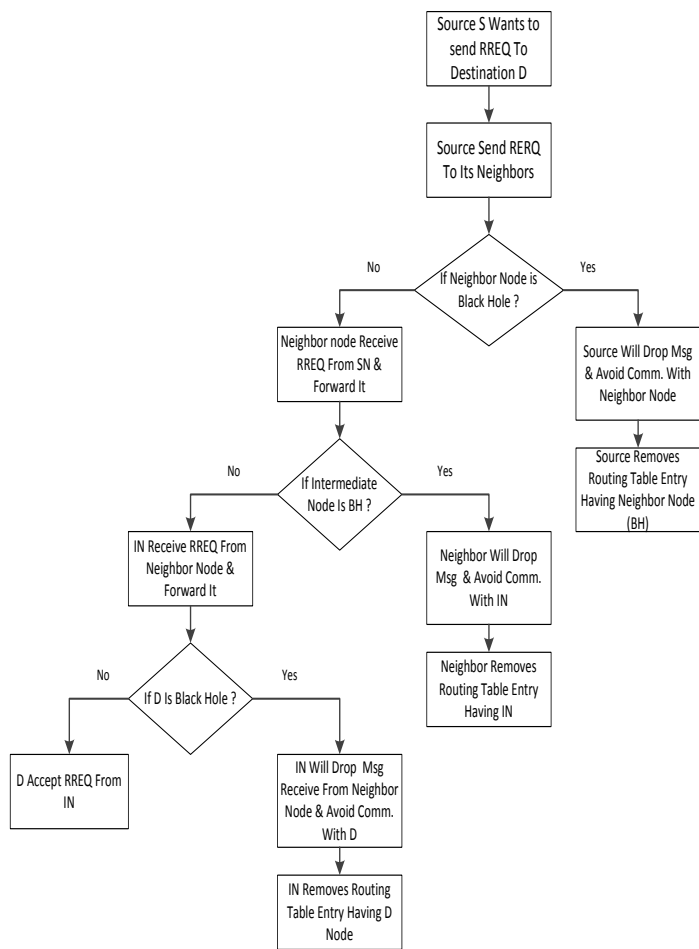 Source S Wants to
send RREQ To
Destination D
Source Send RERQ
To Its Neighbors
If Neighbor Node is
Black Hole ?
No
Yes
Neighbor node Receive
RREQ From SN &
Forward It
Source Will Drop Msg
& Avoid Comm. With
Neighbor Node
Source Removes
Routing Table Entry
Having Neighbor Node
(BH)
If Intermediate
Node Is BH ?
No
Yes
IN Receive RREQ From
Neighbor Node &
Forward It
Neighbor Will Drop
Msg & Avoid Comm.
With IN
Neighbor Removes
Routing Table Entry
Having IN
If D Is Black Hole ?
No
Yes
D Accept RREQ From
IN
IN Will Drop Msg
Receive From Neighbor
Node & Avoid Comm.
With D
IN Removes Routing
Table Entry Having D
Node